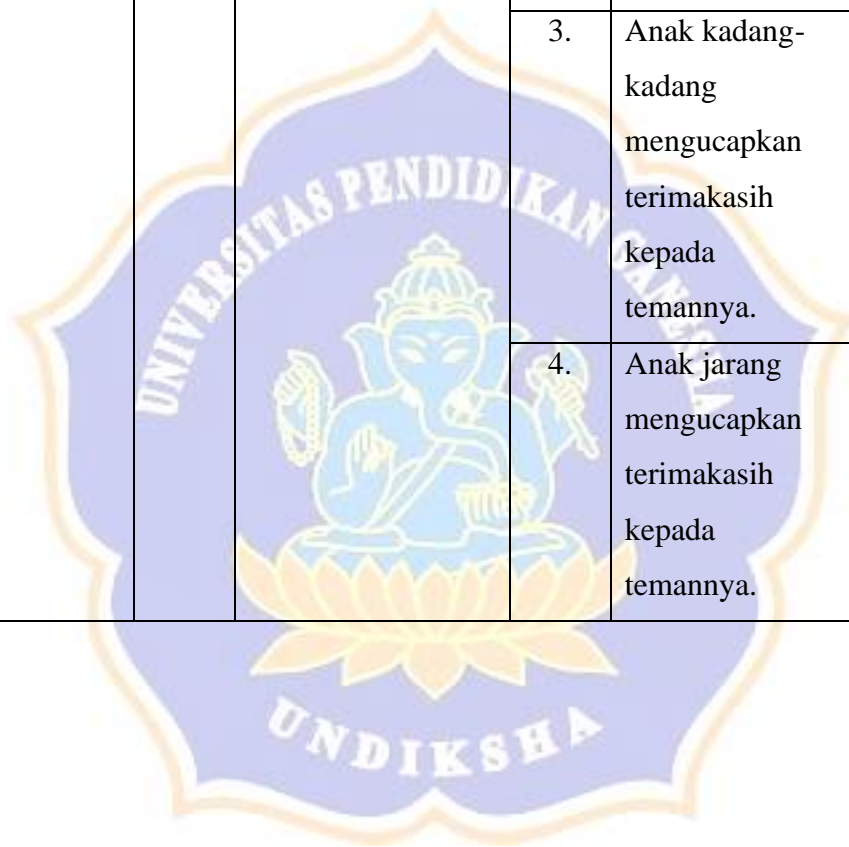 3.
Anak kadang-
kadang
mengucapkan
terimakasih
kepada
temannya.
4.
Anak jarang
mengucapkan
terimakasih
kepada
temannya.
UNIVERSITAS PENDIDIKAN GANESHA
UNDIKSHA